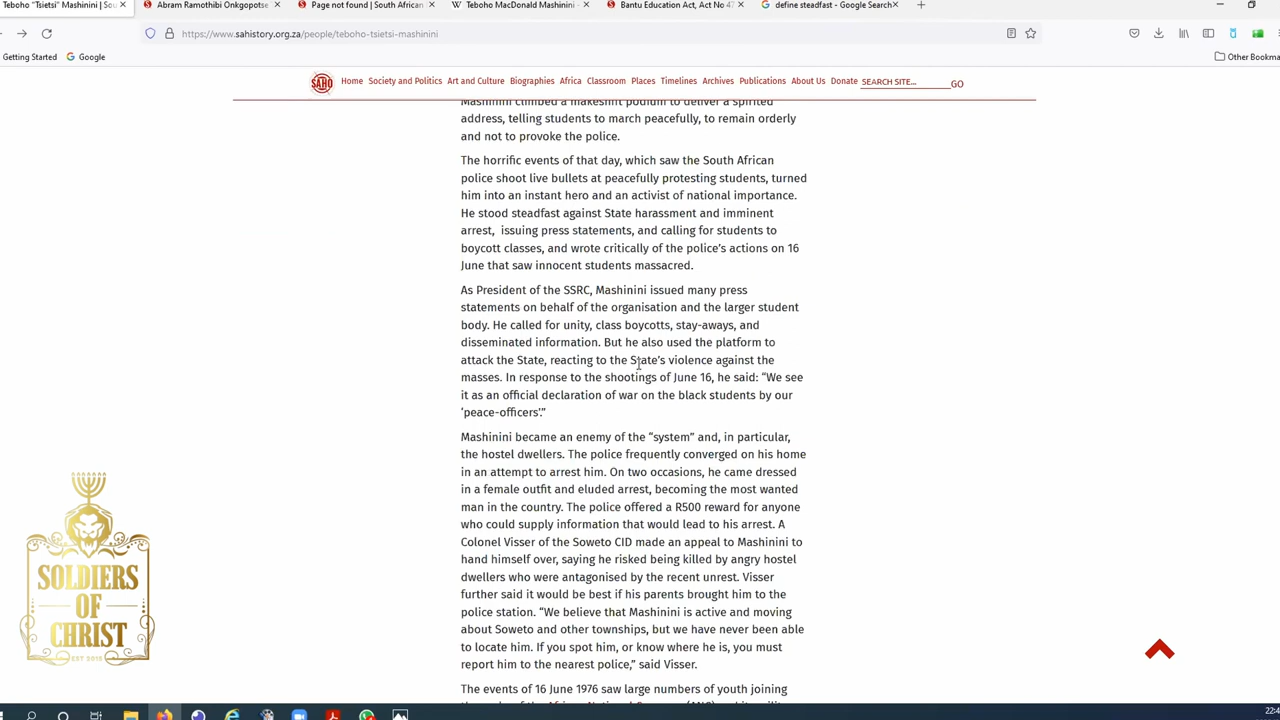 Teboho "Tsietsi" Mashinini | Sou
Abram Ramothibi Onkgopotse
Page not found | South African
Teboho MacDonald Mashinini -
Bantu Education Act, Act No 47
define steadfast - Google Search
https://www.sahistory.org.za/people/teboho-tsietsi-mashinini
Getting Started
Google
Other Bookma
SAHO
Home Society and Politics Art and Culture Biographies Africa Classroom Places Timelines Archives Publications About Us Donate SEARCH SITE... GO
Mashinini climbed a makeshift podium to deliver a spirited
address, telling students to march peacefully, to remain orderly
and not to provoke the police.
The horrific events of that day, which saw the South African
police shoot live bullets at peacefully protesting students, turned
him into an instant hero and an activist of national importance.
He stood steadfast against State harassment and imminent
arrest,  issuing press statements, and calling for students to
boycott classes, and wrote critically of the police's actions on 16
June that saw innocent students massacred.
As President of the SSRC, Mashinini issued many press
statements on behalf of the organisation and the larger student
body. He called for unity, class boycotts, stay-aways, and
disseminated information. But he also used the platform to
attack the State, reacting to the State's violence against the
masses. In response to the shootings of June 16, he said: "We see
it as an official declaration of war on the black students by our
'peace-officers'."
Mashinini became an enemy of the "system" and, in particular,
the hostel dwellers. The police frequently converged on his home
in an attempt to arrest him. On two occasions, he came dressed
in a female outfit and eluded arrest, becoming the most wanted
man in the country. The police offered a R500 reward for anyone
who could supply information that would lead to his arrest. A
Colonel Visser of the Soweto CID made an appeal to Mashinini to
hand himself over, saying he risked being killed by angry hostel
dwellers who were antagonised by the recent unrest. Visser
further said it would be best if his parents brought him to the
police station. "We believe that Mashinini is active and moving
about Soweto and other townships, but we have never been able
to locate him. If you spot him, or know where he is, you must
report him to the nearest police," said Visser.
The events of 16 June 1976 saw large numbers of youth joining
SOLDIERS
OF
CHRIST
EST 2015
22:4